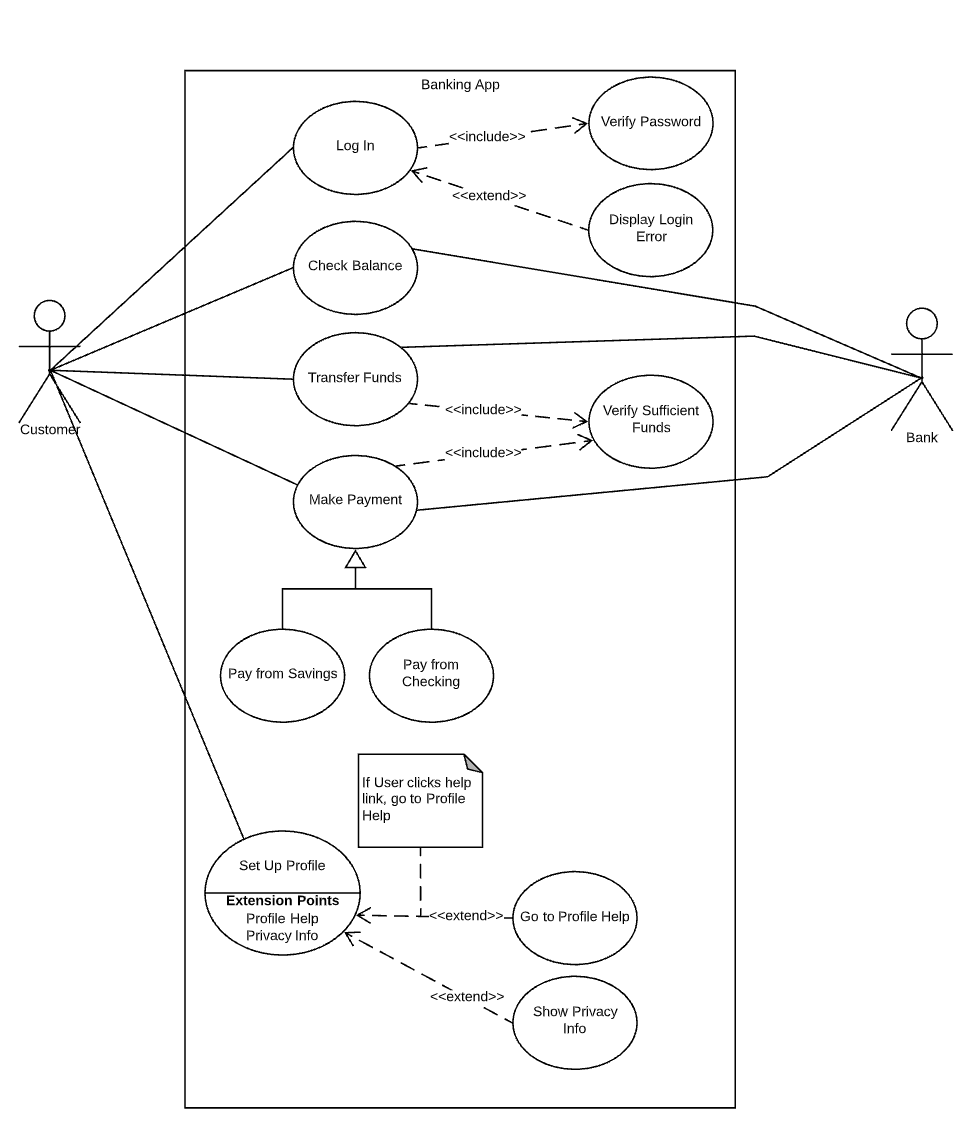 Banking App
Log In
<<include>>
Verify Password
<<extend>>
Display Login
Error
Check Balance
Transfer Funds
<<include>>
Verify Sufficient
Funds
<<include>>
Make Payment
Customer
Bank
Pay from Savings
Pay from
Checking
If User clicks help
link, go to Profile
Help
Set Up Profile
Extension Points
Profile Help
Privacy Info
<<extend>>
Go to Profile Help
<<extend>>
Show Privacy
Info